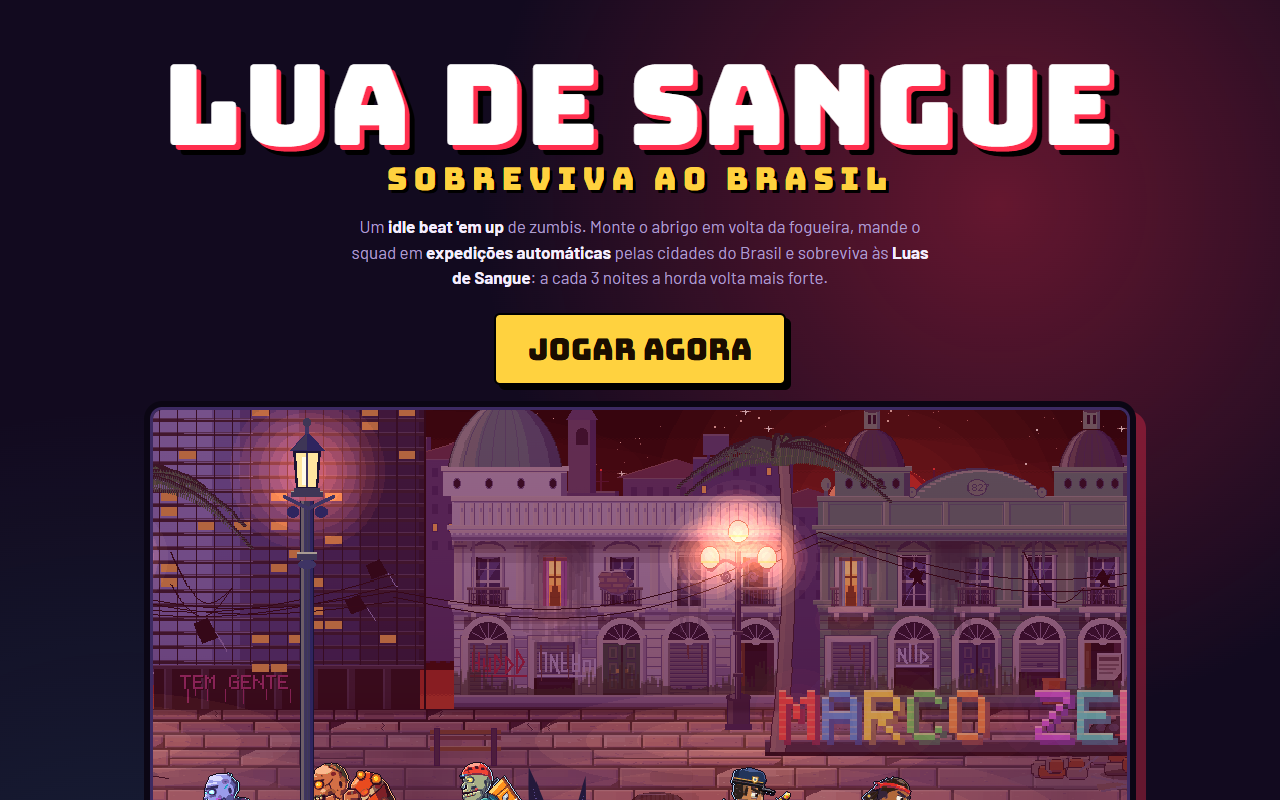 LUA DE SANGUE
SOBREVIVA AO BRASIL
Um idle beat 'em up de zumbis. Monte o abrigo em volta da fogueira, mande o
squad em expedições automáticas pelas cidades do Brasil e sobreviva às Luas
de Sangue: a cada 3 noites a horda volta mais forte.
JOGAR AGORA
TEM GENTE
MARCO ZE